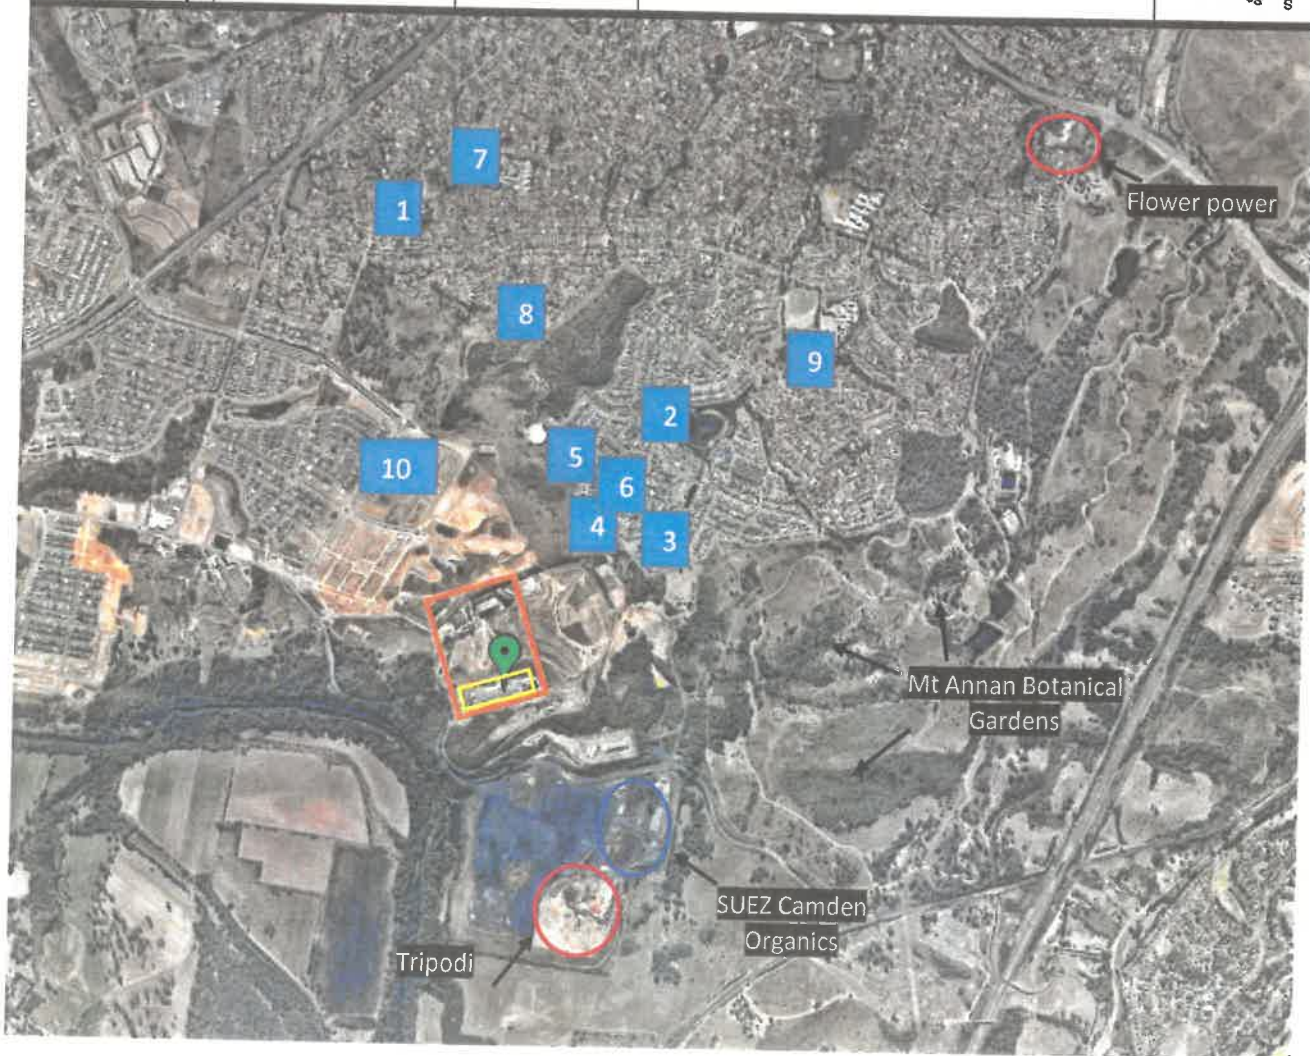 7
1
Flower power
8
9
2
5
10
6
4
3
Mt Annan Botanical
Gardens
SUEZ Camden
Organics
Tripodi